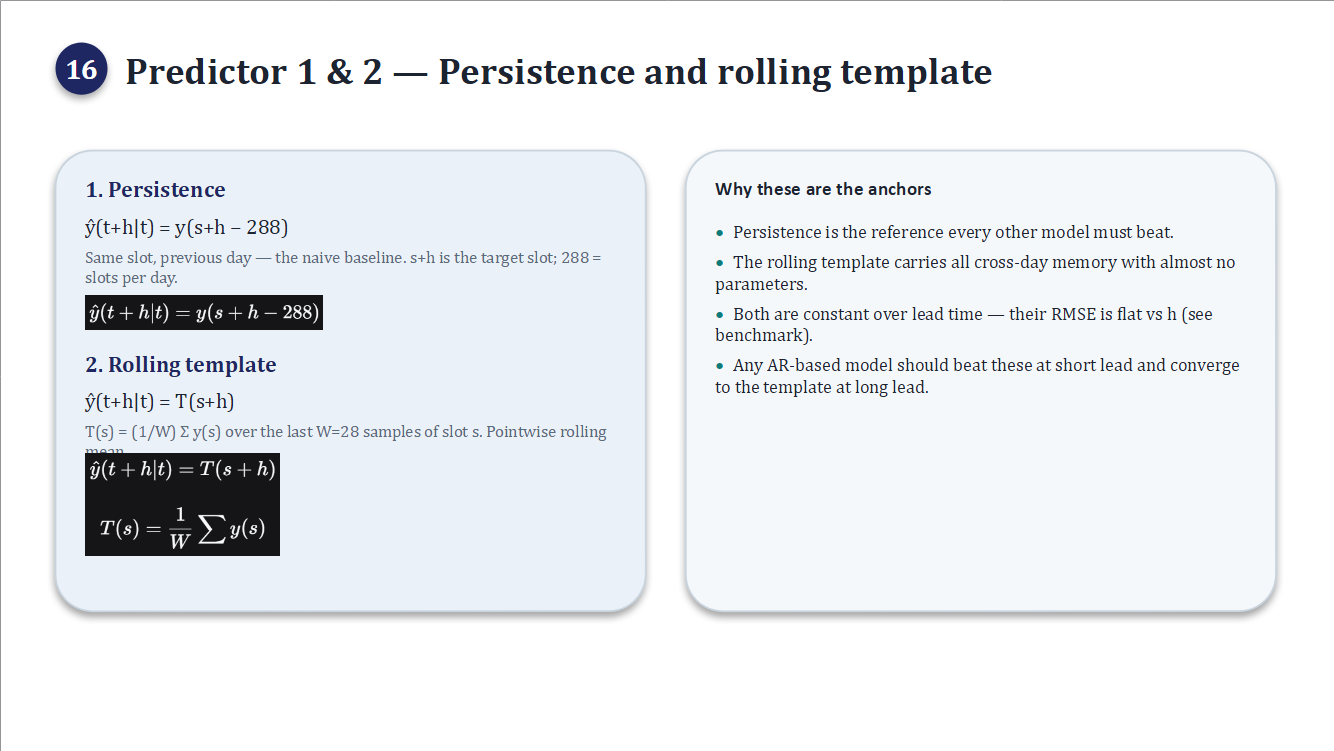 16
Predictor 1 & 2 — Persistence and rolling template
1. Persistence
ŷ(t+h|t) = y(s+h − 288)
Same slot, previous day — the naive baseline. s+h is the target slot; 288 =
slots per day.
ŷ(t + h|t) = y(s + h − 288)
2. Rolling template
ŷ(t+h|t) = T(s+h)
T(s) = (1/W) Σ y(s) over the last W=28 samples of slot s. Pointwise rolling
mean
ŷ(t + h|t) = T(s + h)
T(s) = 1/W ∑ y(s)
Why these are the anchors
• Persistence is the reference every other model must beat.
• The rolling template carries all cross-day memory with almost no
parameters.
• Both are constant over lead time — their RMSE is flat vs h (see
benchmark).
• Any AR-based model should beat these at short lead and converge
to the template at long lead.